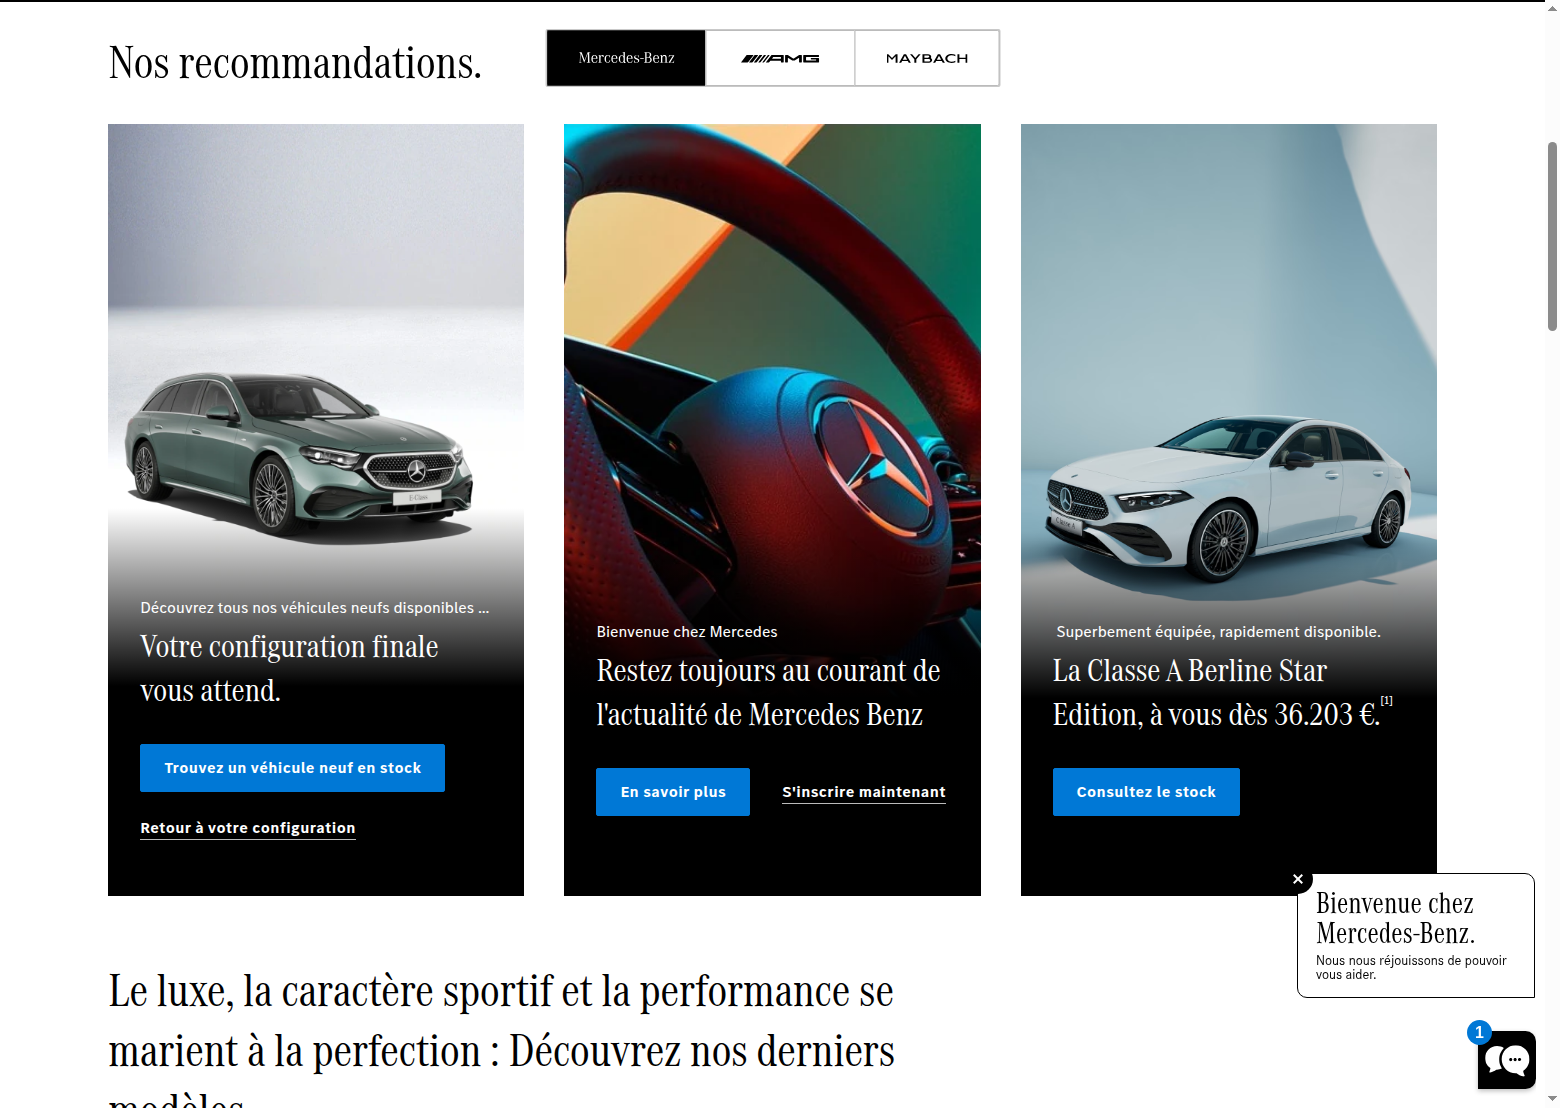 Nos recommandations.
Mercedes-Benz
AMG
MAYBACH
E-Class
Découvrez tous nos véhicules neufs disponibles ...
Votre configuration finale
vous attend.
Trouvez un véhicule neuf en stock
Retour à votre configuration
Bienvenue chez Mercedes
Restez toujours au courant de
l'actualité de Mercedes Benz
En savoir plus
S'inscrire maintenant
Classe A
Superbement équipée, rapidement disponible.
La Classe A Berline Star
Edition, à vous dès 36.203 €.[1]
Consultez le stock
Bienvenue chez
Mercedes-Benz.
Nous nous réjouissons de pouvoir
vous aider.
1
Le luxe, la caractère sportif et la performance se
marient à la perfection : Découvrez nos derniers
modèles